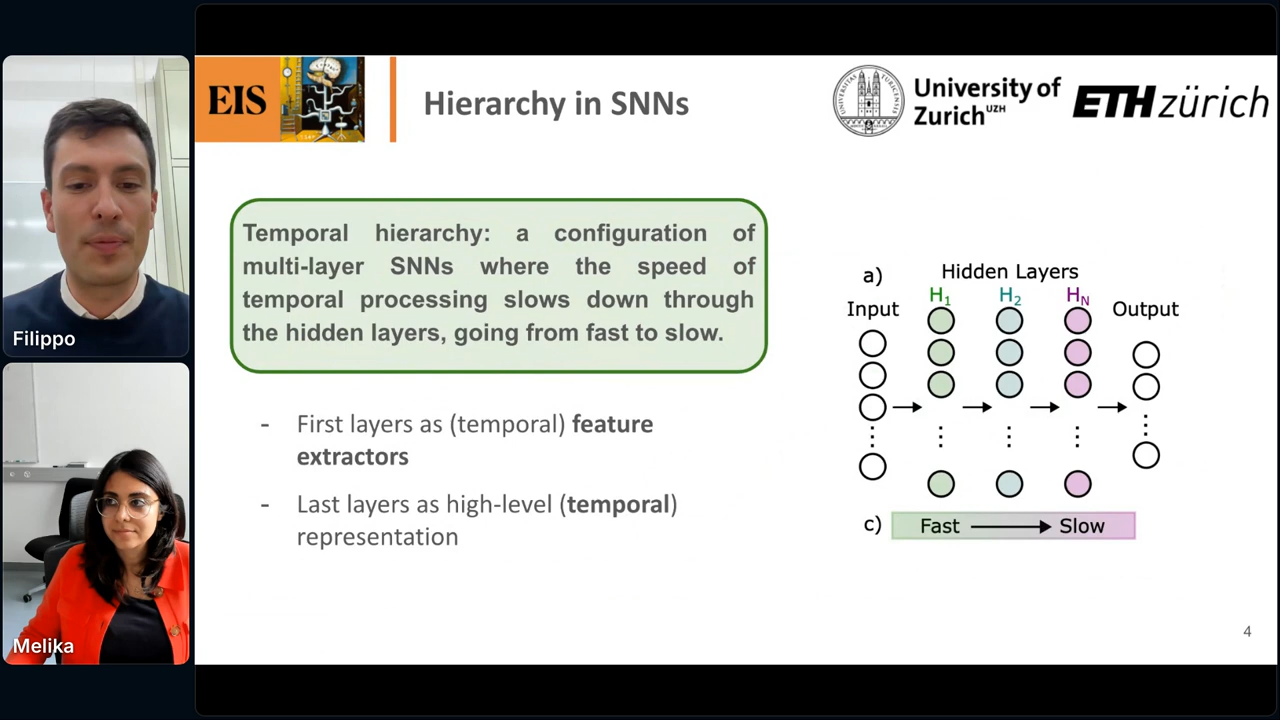 EIS
Hierarchy in SNNs
University of
Zurich UZH
ETH zürich
Temporal hierarchy: a configuration of
multi-layer SNNs where the speed of
temporal processing slows down through
the hidden layers, going from fast to slow.
- First layers as (temporal) feature
extractors
- Last layers as high-level (temporal)
representation
a)
Hidden Layers
Input
H1
H2
HN
Output
c)
Fast
Slow
4
Filippo
Melika